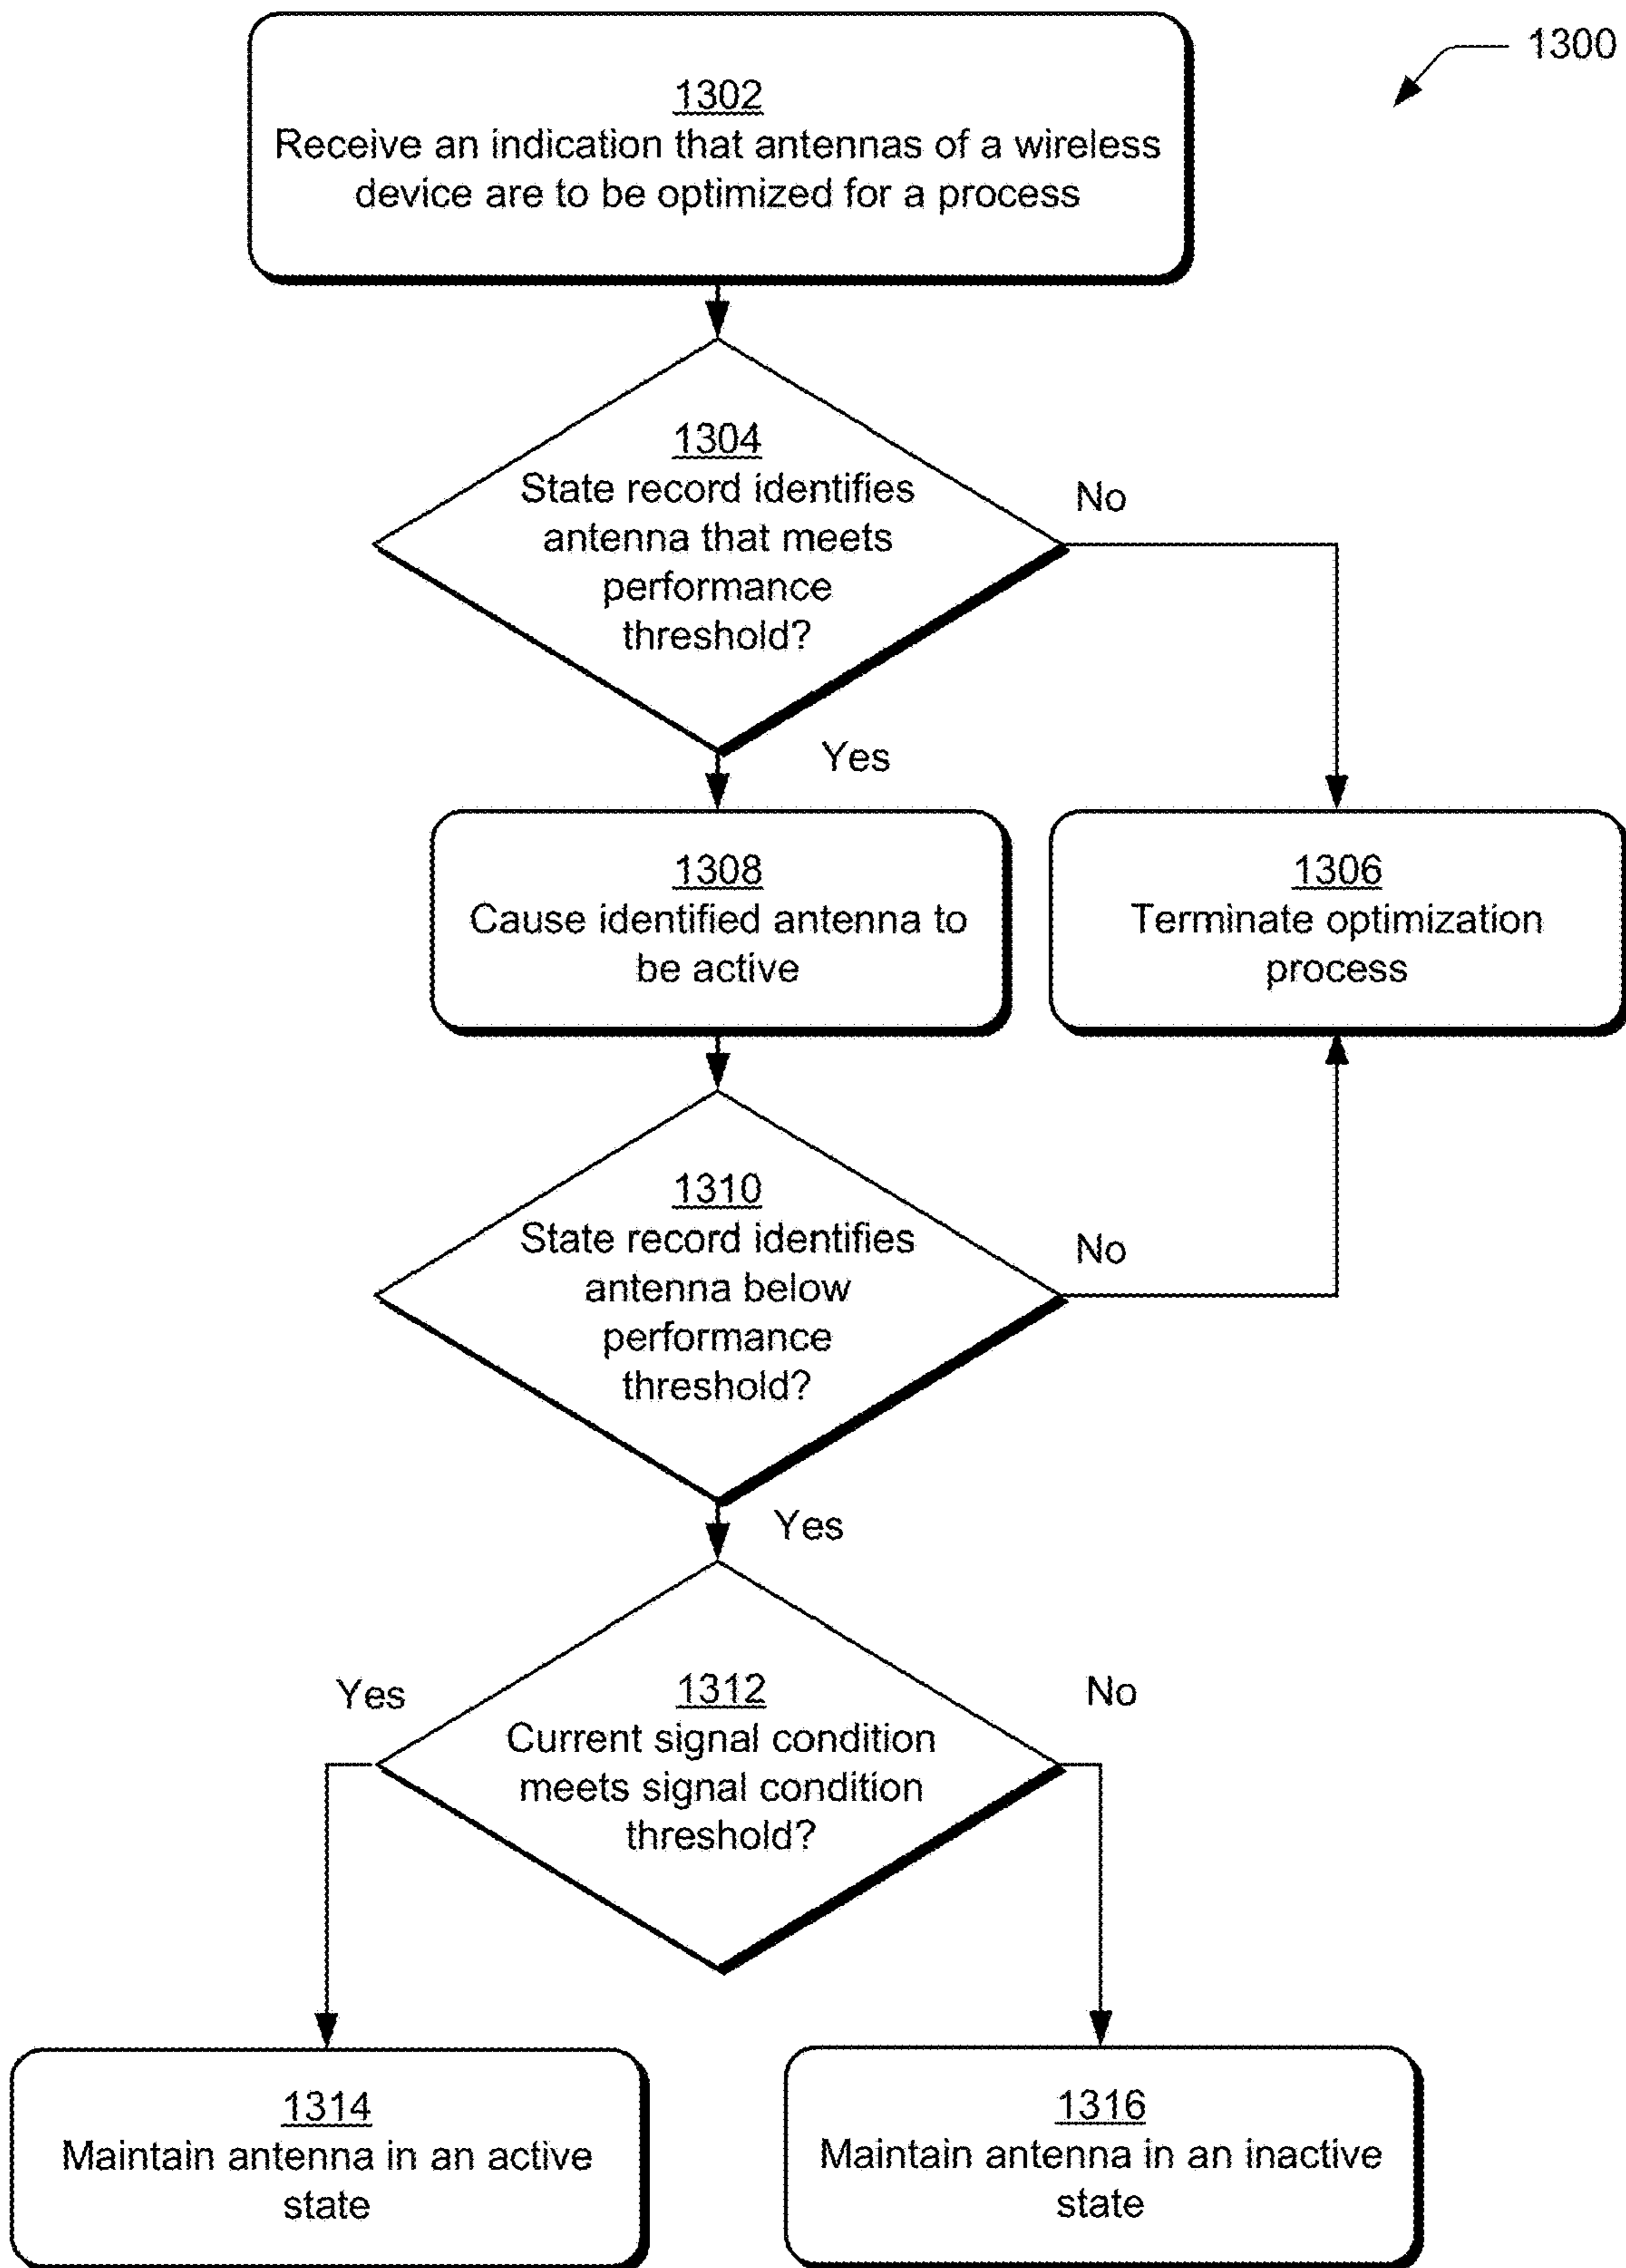 1300
1302
Receive an indication that antennas of a wireless
device are to be optimized for a process
1304
State record identifies
antenna that meets
performance
threshold?
No
Yes
1308
Cause identified antenna to
be active
1306
Terminate optimization
process
1310
State record identifies
antenna below
performance
threshold?
No
Yes
1312
Current signal condition
meets signal condition
threshold?
Yes
No
1314
Maintain antenna in an active
state
1316
Maintain antenna in an inactive
state